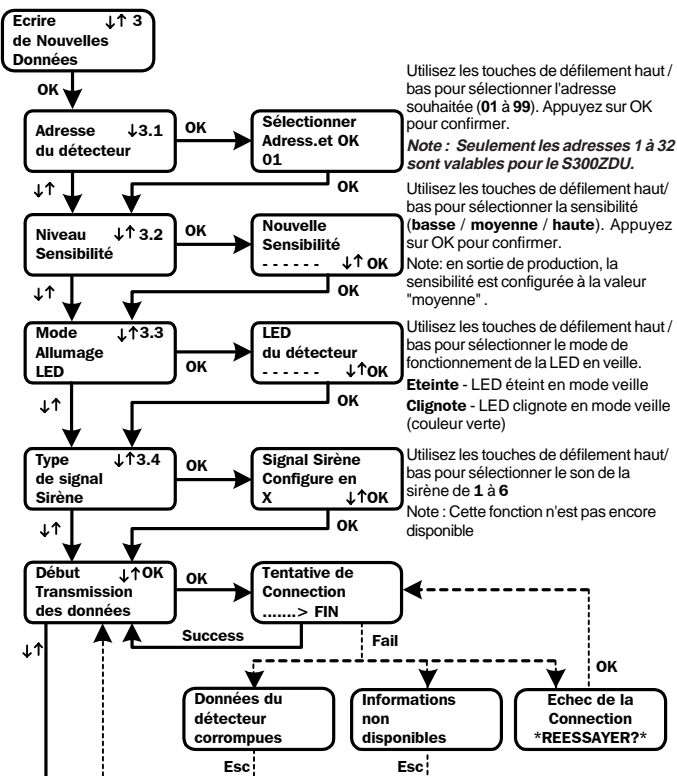 Ecrire ↓↑ 3
de Nouvelles
Données
OK
Adresse ↓3.1
du détecteur
OK
Sélectionner
Adress.et OK
01
Utilisez les touches de défilement haut /
bas pour sélectionner l'adresse
souhaitée (01 à 99). Appuyez sur OK
pour confirmer.
Note : Seulement les adresses 1 à 32
sont valables pour le S300ZDU.
↓↑
OK
Niveau ↓↑ 3.2
Sensibilité
OK
Nouvelle
Sensibilité
- - - - - - ↓↑ OK
Utilisez les touches de défilement haut/
bas pour sélectionner la sensibilité
(basse / moyenne / haute). Appuyez
sur OK pour confirmer.
Note: en sortie de production, la
sensibilité est configurée à la valeur
"moyenne" .
↓↑
OK
Mode ↓↑3.3
Allumage
LED
OK
LED
du détecteur
- - - - - - ↓↑OK
Utilisez les touches de défilement haut /
bas pour sélectionner le mode de
fonctionnement de la LED en veille.
Eteinte - LED éteint en mode veille
Clignote - LED clignote en mode veille
(couleur verte)
↓↑
OK
Type ↓↑3.4
de signal
Sirène
OK
Signal Sirène
Configure en
X ↓↑OK
Utilisez les touches de défilement haut/
bas pour sélectionner le son de la
sirène de 1 à 6
Note : Cette fonction n'est pas encore
disponible
↓↑
OK
Début ↓↑OK
Transmission
des données
OK
Tentative de
Connection
.......> FIN
Success
Fail
↓↑
OK
Données du
détecteur
corrompues
Informations
non
disponibles
Echec de la
Connection
*REESSAYER?*
Esc
Esc